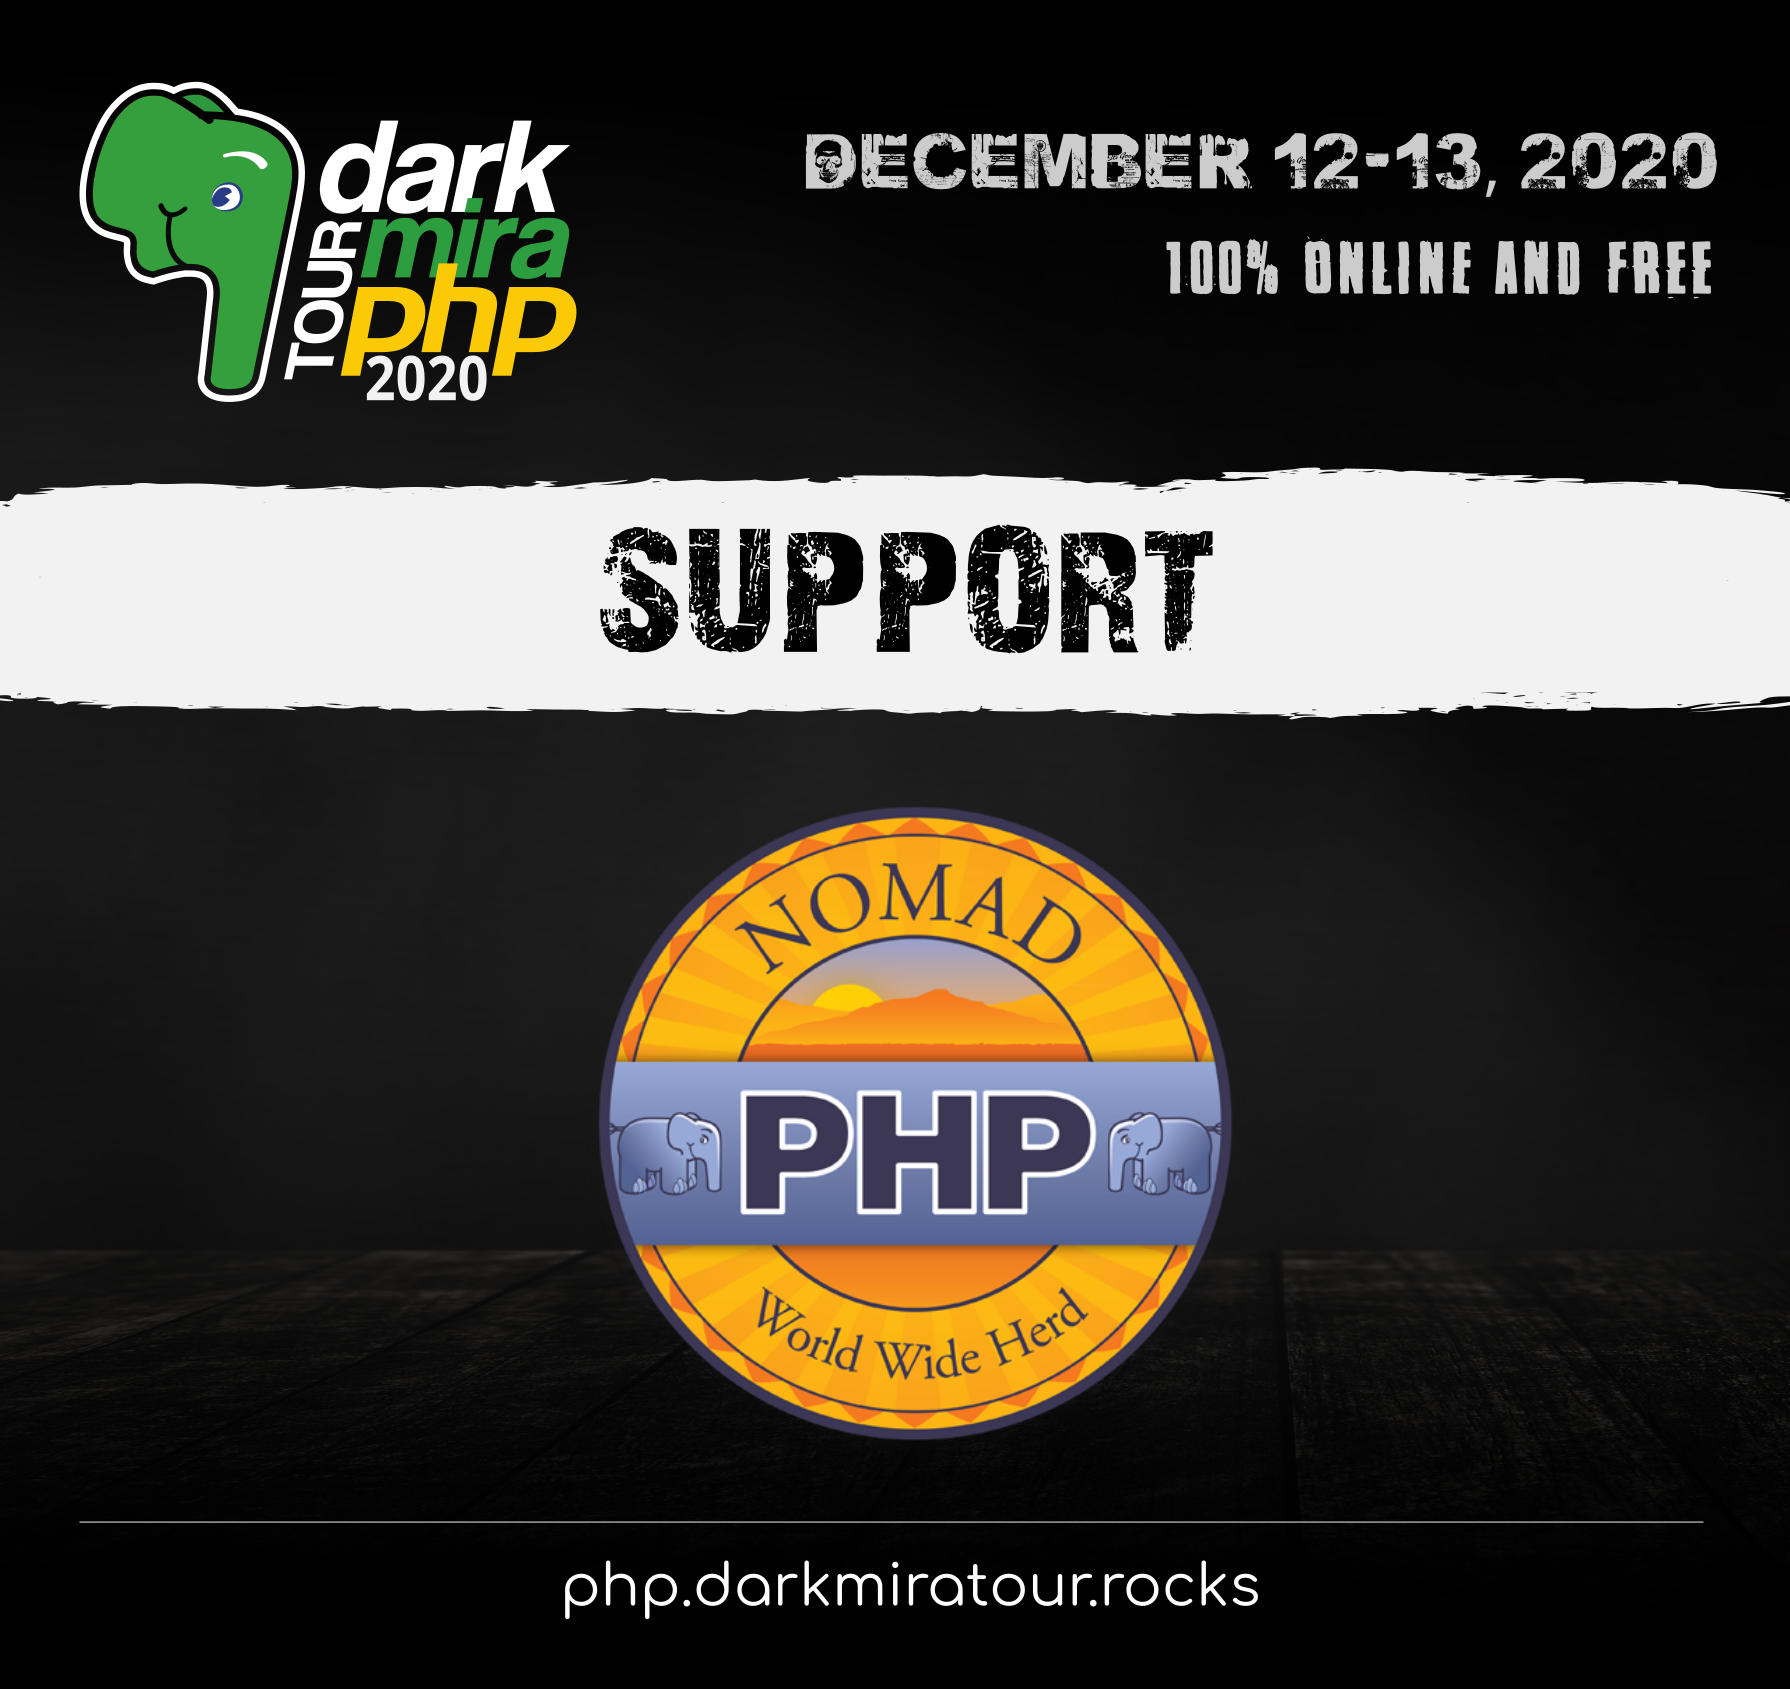 dark
mira
php
TOUR
2020
DECEMBER 12-13, 2020
100% ONLINE AND FREE
SUPPORT
NOMAD
PHP
World Wide Herd
php.darkmiratour.rocks